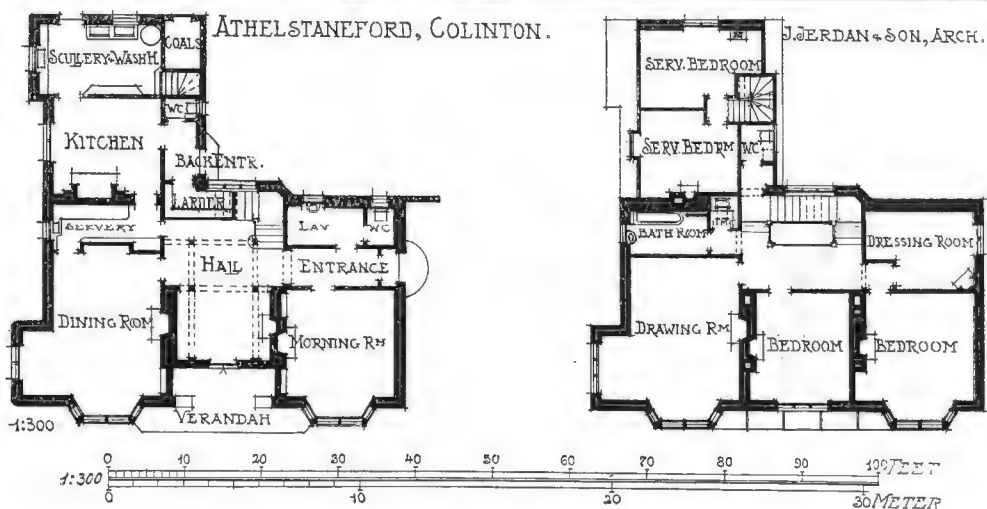 ATHELSTANEFORD, COLINTON.
J. JERDAN & SON, ARCH.
SCULLERY & WASH H.
COALS
WC
KITCHEN
BACK ENTR.
LARDER
SERVERY
LAV
WC
HALL
ENTRANCE
DINING ROOM
MORNING RM
VERANDAH
1:300
SERV. BEDROOM
SERV. BEDRM
WC
BATH ROOM
DRESSING ROOM
DRAWING RM
BEDROOM
BEDROOM
1:300
0 10 20 30 40 50 60 70 80 90 100 FEET
0 10 20 30 METER